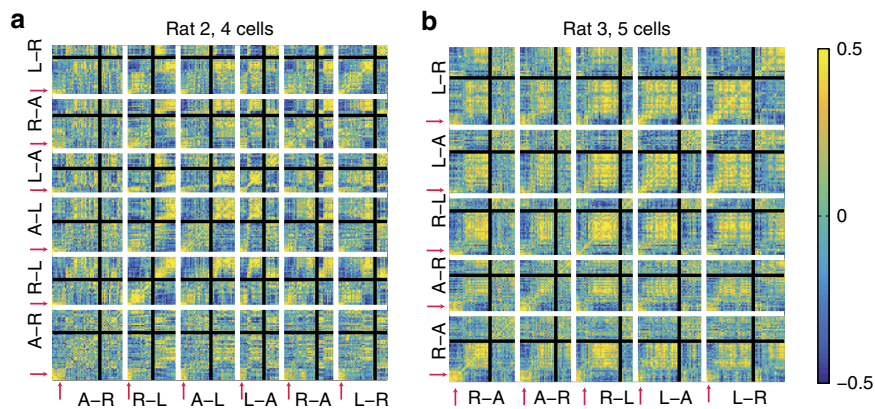 a
Rat 2, 4 cells
L–R
R–A
L–A
A–L
R–L
A–R
A–R R–L A–L L–A R–A L–R
b
Rat 3, 5 cells
L–R
L–A
R–L
A–R
R–A
R–A A–R R–L L–A L–R
0.5
0
–0.5